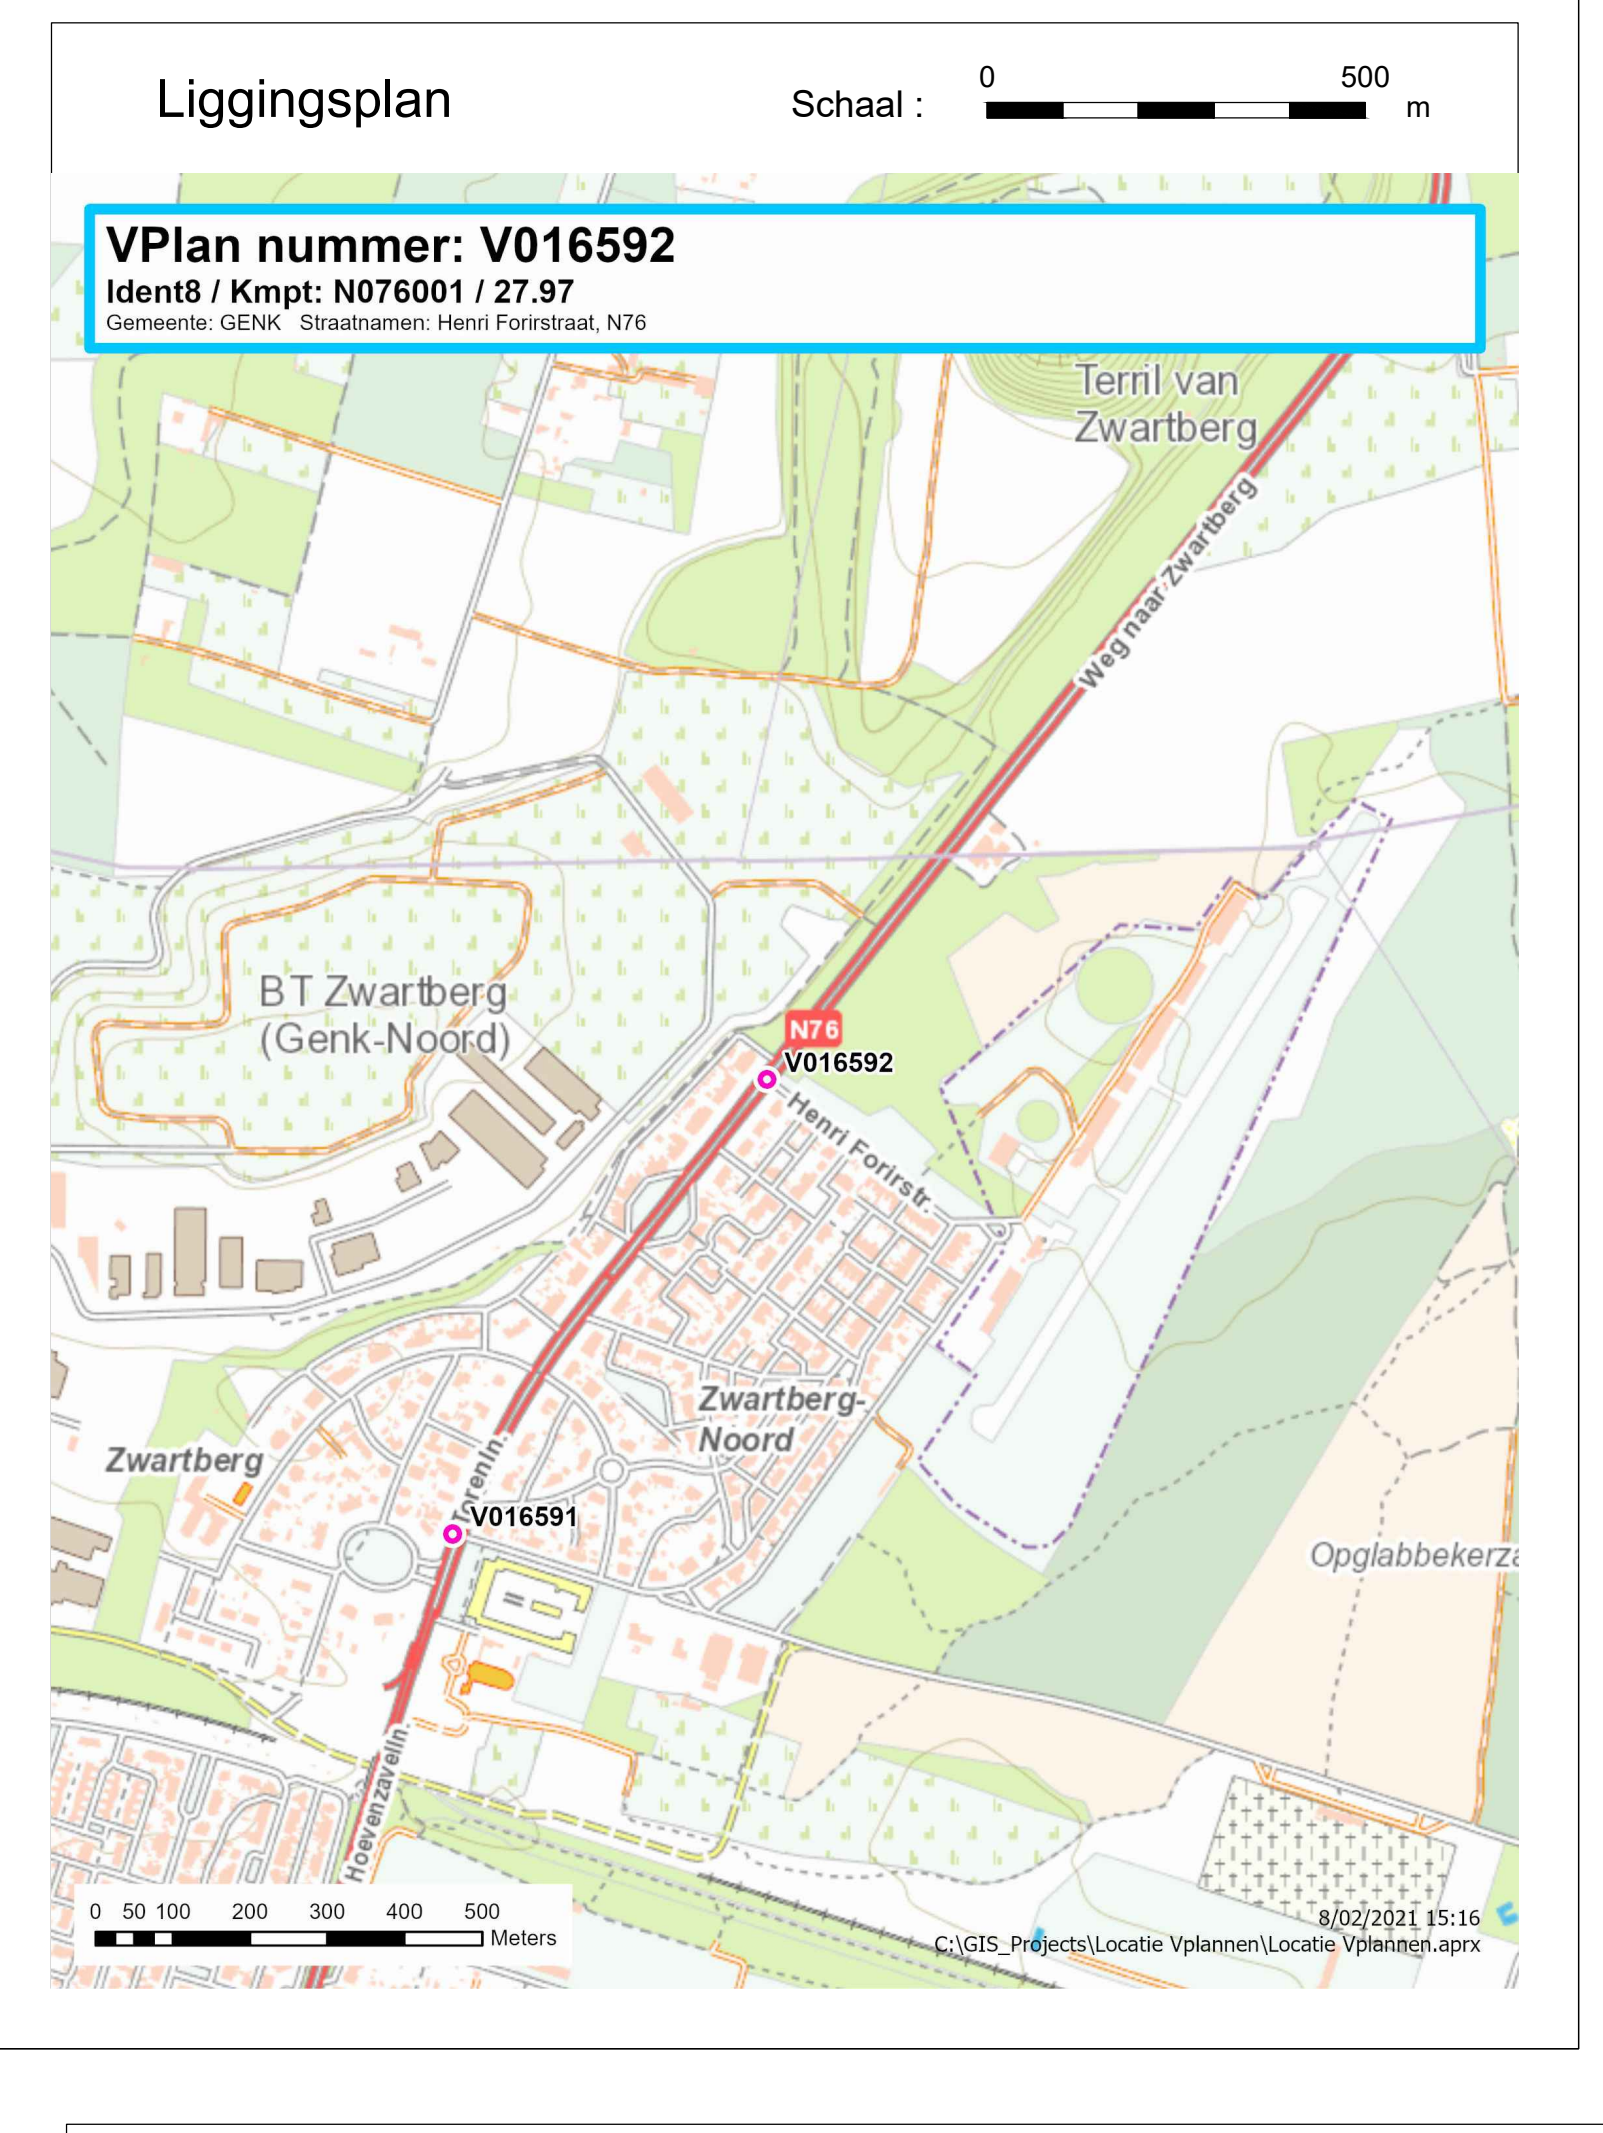 Liggingsplan
Schaal :
0 500
m
VPlan nummer: V016592
Ident8 / Kmpt: N076001 / 27.97
Gemeente: GENK Straatnamen: Henri Forirstraat, N76
Terril van
Zwartberg
Weg naar Zwartberg
BT Zwartberg
(Genk-Noord)
N76
V016592
Henri Forirstr.
Zwartberg-
Noord
Zwartberg
Torenln.
V016591
Opglabbekerza
Hoevenzavelln.
0 50 100 200 300 400 500
Meters
8/02/2021 15:16
C:\GIS_Projects\Locatie Vplannen\Locatie Vplannen.aprx